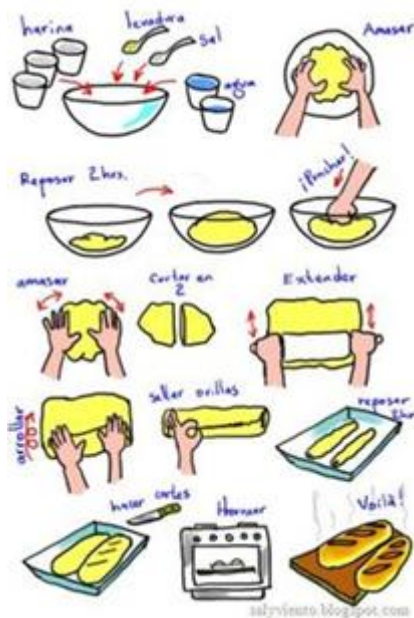 harina
levadura
sal
agua
Amasar
Reposar 2hrs.
¡Ponchar!
amasar
Cortar en
2
Extender
arrollar
sellar orillas
reposar
2hr
hacer cortes
Hornear
Voilà!
salyviento.blogspot.com